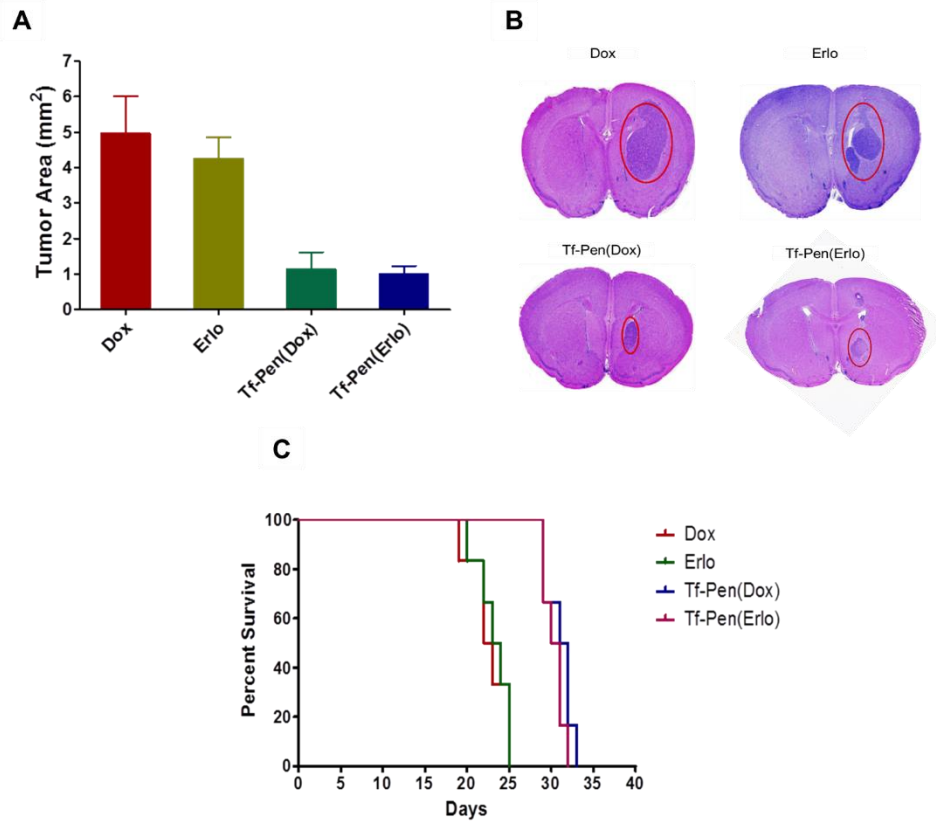 A
Tumor Area (mm²)
7
6
5
4
3
2
1
0
Dox
Erlo
Tf-Pen(Dox)
Tf-Pen(Erlo)
B
Dox
Erlo
Tf-Pen(Dox)
Tf-Pen(Erlo)
C
Percent Survival
100
80
60
40
20
0
0 5 10 15 20 25 30 35 40
Days
Dox
Erlo
Tf-Pen(Dox)
Tf-Pen(Erlo)